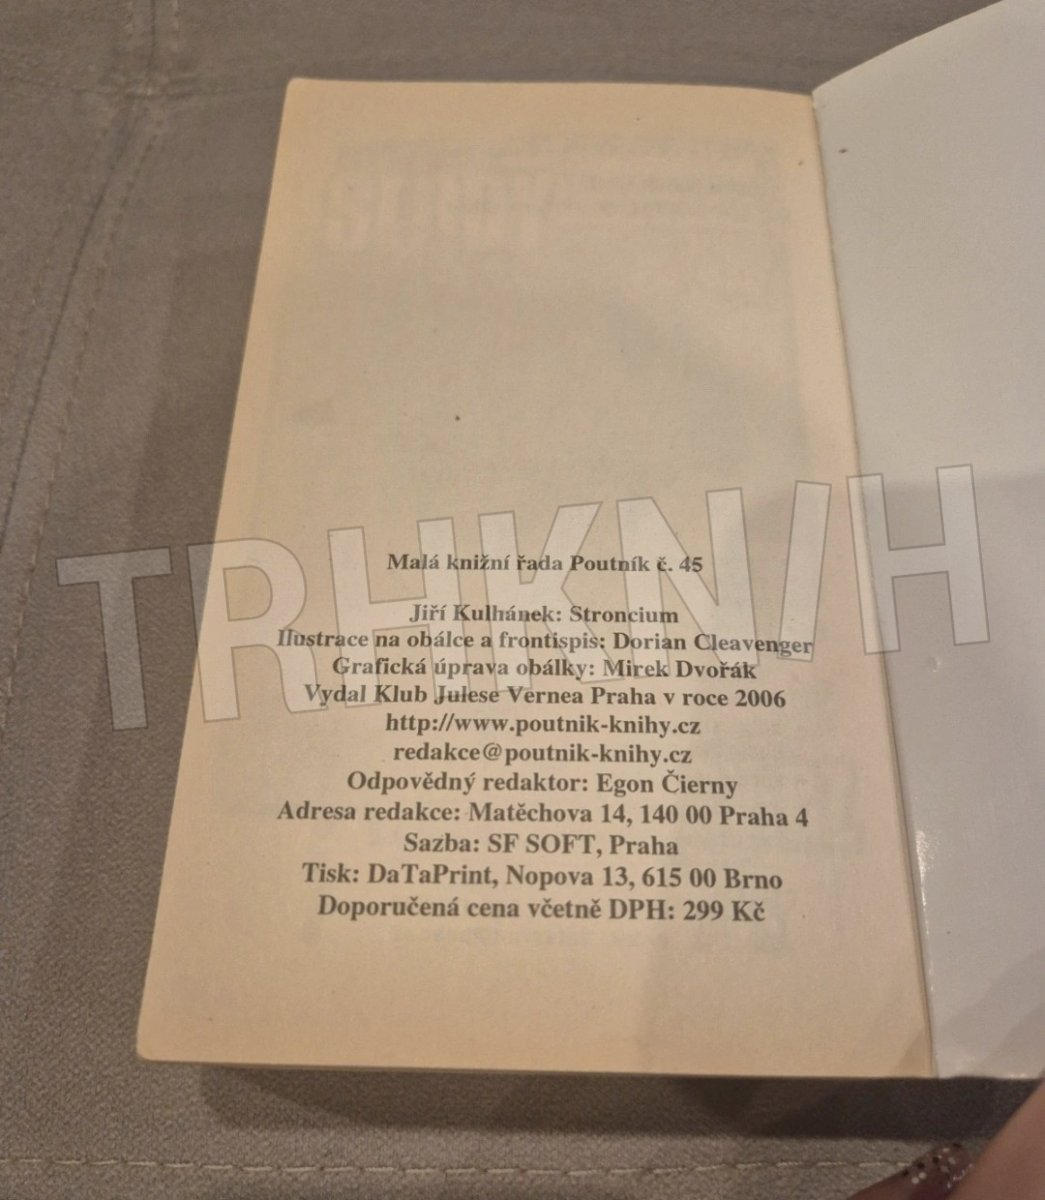 Malá knižní řada Poutník č. 45
Jiří Kulhánek: Stroncium
Ilustrace na obálce a frontispis: Dorian Cleavenger
Grafická úprava obálky: Mirek Dvořák
Vydal Klub Julese Vernea Praha v roce 2006
http://www.poutnik-knihy.cz
redakce@poutnik-knihy.cz
Odpovědný redaktor: Egon Čierny
Adresa redakce: Matěchova 14, 140 00 Praha 4
Sazba: SF SOFT, Praha
Tisk: DaTaPrint, Nopova 13, 615 00 Brno
Doporučená cena včetně DPH: 299 Kč
TRHKN/H